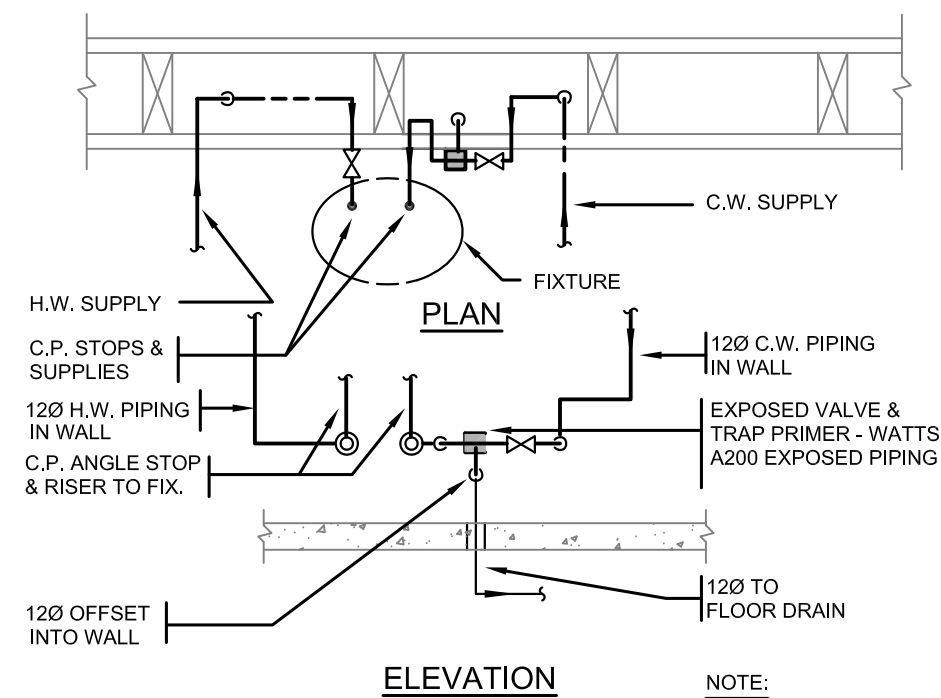 C.W. SUPPLY
FIXTURE
H.W. SUPPLY
PLAN
C.P. STOPS &
SUPPLIES
12Ø C.W. PIPING
IN WALL
12Ø H.W. PIPING
IN WALL
EXPOSED VALVE &
TRAP PRIMER - WATTS
A200 EXPOSED PIPING
C.P. ANGLE STOP
& RISER TO FIX.
12Ø OFFSET
INTO WALL
12Ø TO
FLOOR DRAIN
ELEVATION
NOTE: